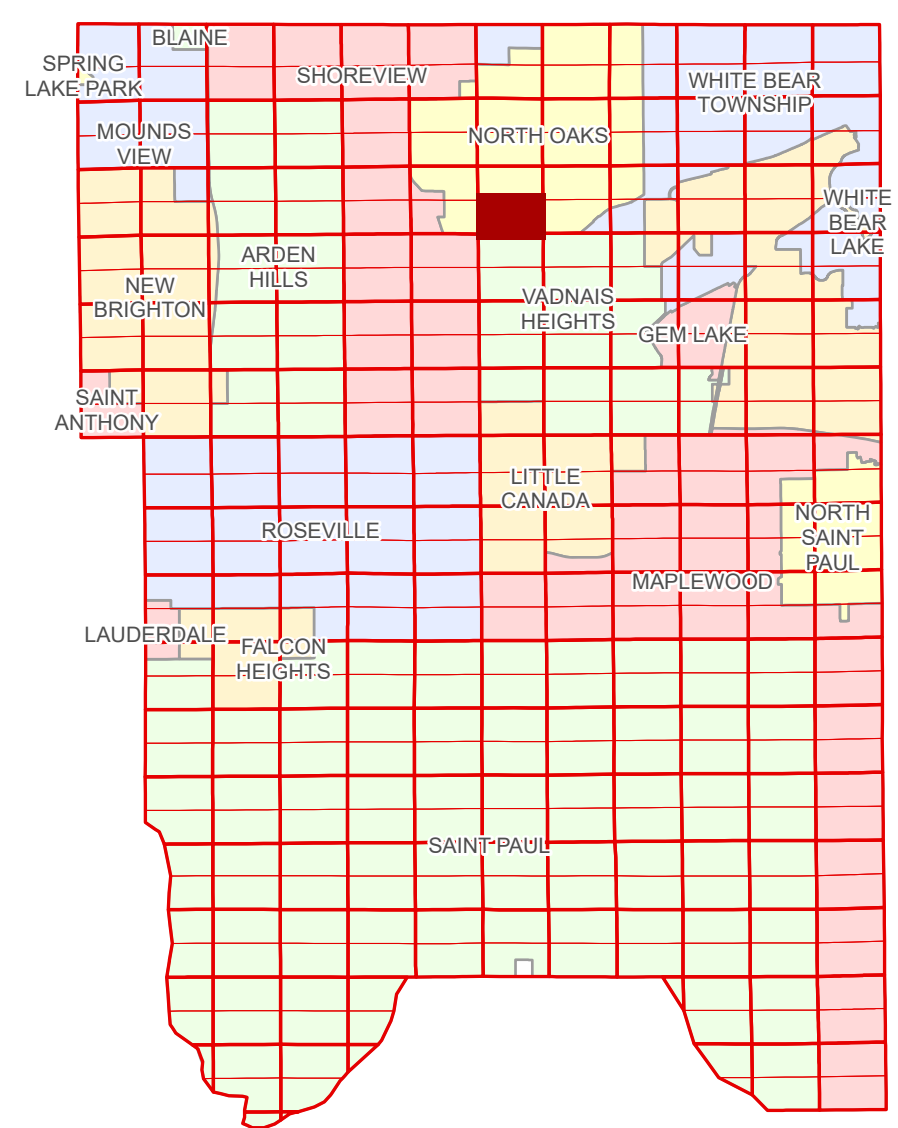 BLAINE
SPRING
LAKE PARK
SHOREVIEW
WHITE BEAR
TOWNSHIP
MOUNDS
VIEW
NORTH OAKS
WHITE
BEAR
LAKE
ARDEN
HILLS
NEW
BRIGHTON
VADNAIS
HEIGHTS
GEM LAKE
SAINT
ANTHONY
LITTLE
CANADA
ROSEVILLE
NORTH
SAINT
PAUL
MAPLEWOOD
LAUDERDALE
FALCON
HEIGHTS
SAINT PAUL